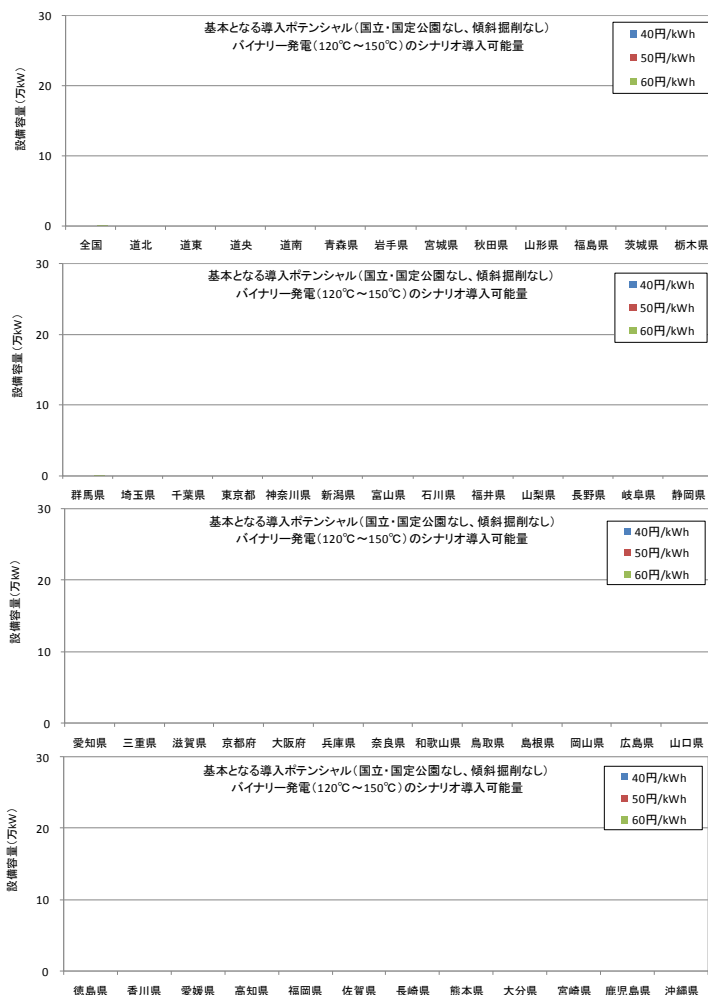 基本となる導入ポテンシャル(国立・国定公園なし、傾斜掘削なし)
バイナリー発電(120℃～150℃)のシナリオ導入可能量
40円/kWh
50円/kWh
60円/kWh
設備容量(万kW)
30
20
10
0
全国 道北 道東 道央 道南 青森県 岩手県 宮城県 秋田県 山形県 福島県 茨城県 栃木県
基本となる導入ポテンシャル(国立・国定公園なし、傾斜掘削なし)
バイナリー発電(120℃～150℃)のシナリオ導入可能量
40円/kWh
50円/kWh
60円/kWh
設備容量(万kW)
30
20
10
0
群馬県 埼玉県 千葉県 東京都 神奈川県 新潟県 富山県 石川県 福井県 山梨県 長野県 岐阜県 静岡県
基本となる導入ポテンシャル(国立・国定公園なし、傾斜掘削なし)
バイナリー発電(120℃～150℃)のシナリオ導入可能量
40円/kWh
50円/kWh
60円/kWh
設備容量(万kW)
30
20
10
0
愛知県 三重県 滋賀県 京都府 大阪府 兵庫県 奈良県 和歌山県 鳥取県 島根県 岡山県 広島県 山口県
基本となる導入ポテンシャル(国立・国定公園なし、傾斜掘削なし)
バイナリー発電(120℃～150℃)のシナリオ導入可能量
40円/kWh
50円/kWh
60円/kWh
設備容量(万kW)
30
20
10
0
徳島県 香川県 愛媛県 高知県 福岡県 佐賀県 長崎県 熊本県 大分県 宮崎県 鹿児島県 沖縄県